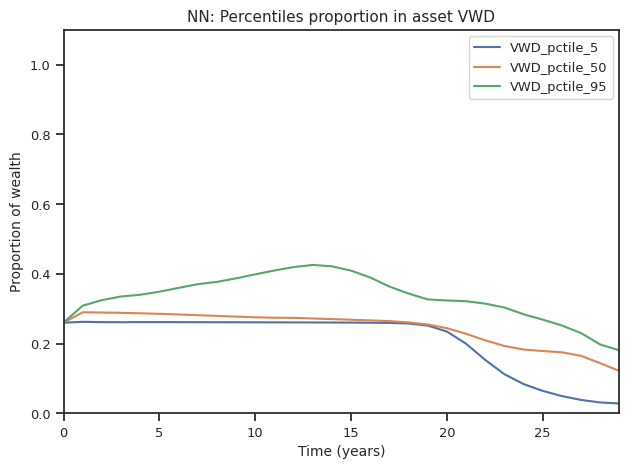 NN: Percentiles proportion in asset VWD
VWD_pctile_5
VWD_pctile_50
VWD_pctile_95
Proportion of wealth
1.0
0.8
0.6
0.4
0.2
0.0
0 5 10 15 20 25
Time (years)